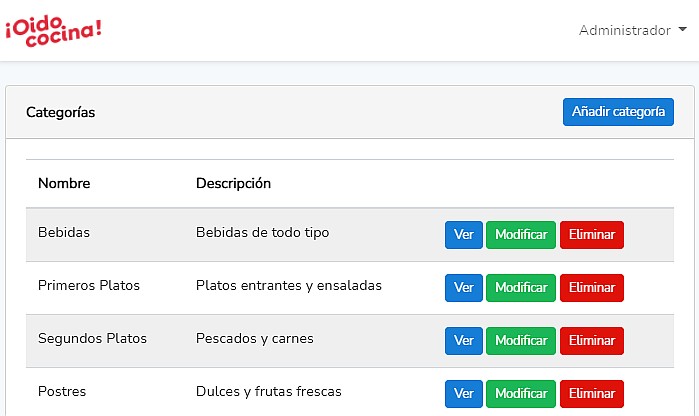 ¡Oido
cocina!
Administrador
Categorías
Añadir categoría
Nombre Descripción
Bebidas Bebidas de todo tipo Ver Modificar Eliminar
Primeros Platos Platos entrantes y ensaladas Ver Modificar Eliminar
Segundos Platos Pescados y carnes Ver Modificar Eliminar
Postres Dulces y frutas frescas Ver Modificar Eliminar